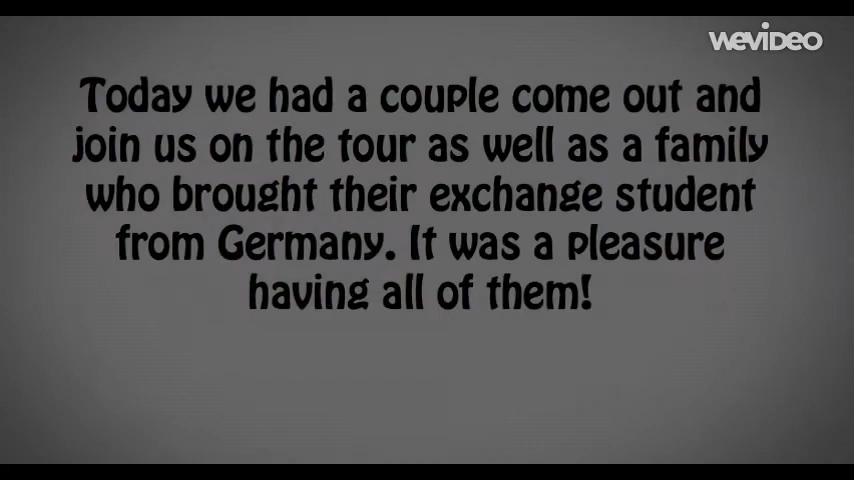 WEVIDEO
Today we had a couple come out and
join us on the tour as well as a family
who brought their exchange student
from Germany. It was a pleasure
having all of them!